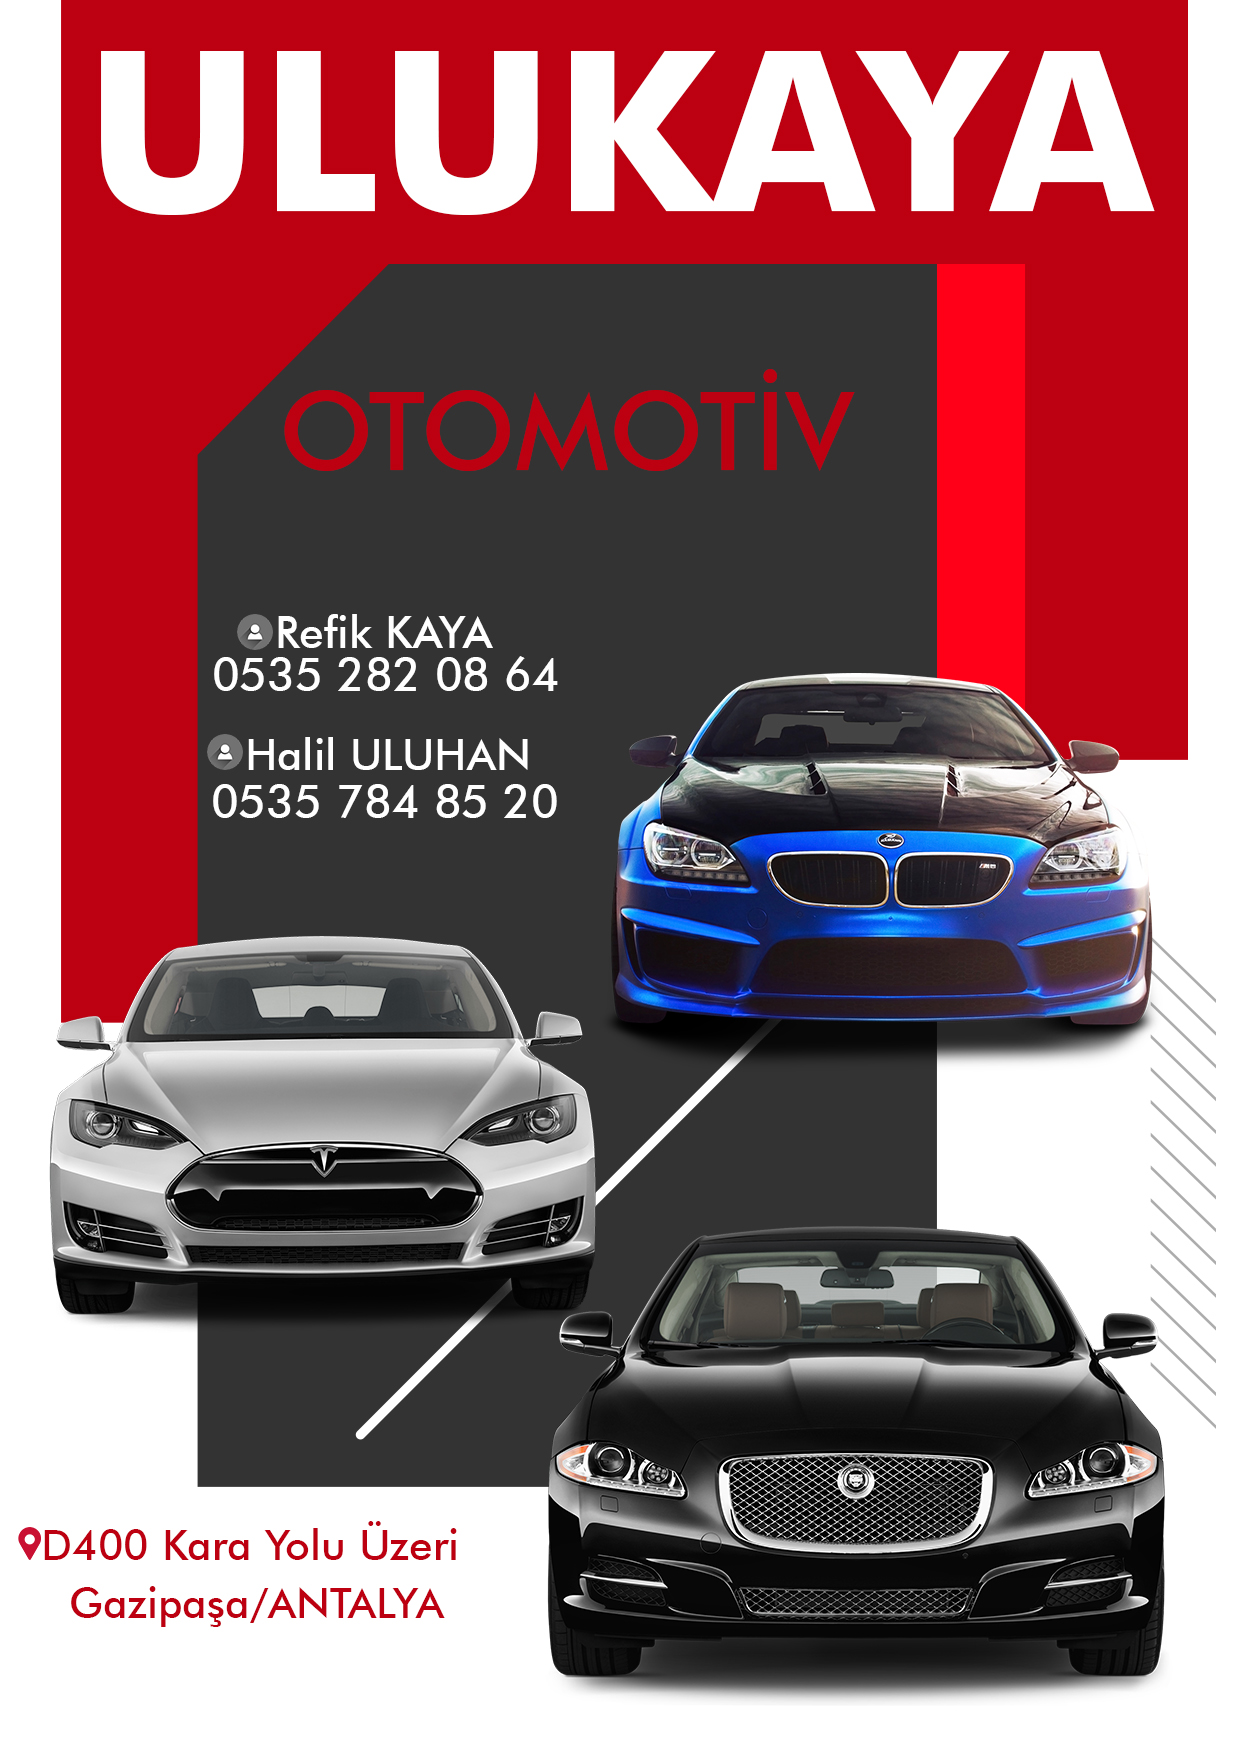 ULUKAYA
OTOMOTİV
Refik KAYA
0535 282 08 64
Halil ULUHAN
0535 784 85 20
D400 Kara Yolu Üzeri
Gazipaşa/ANTALYA